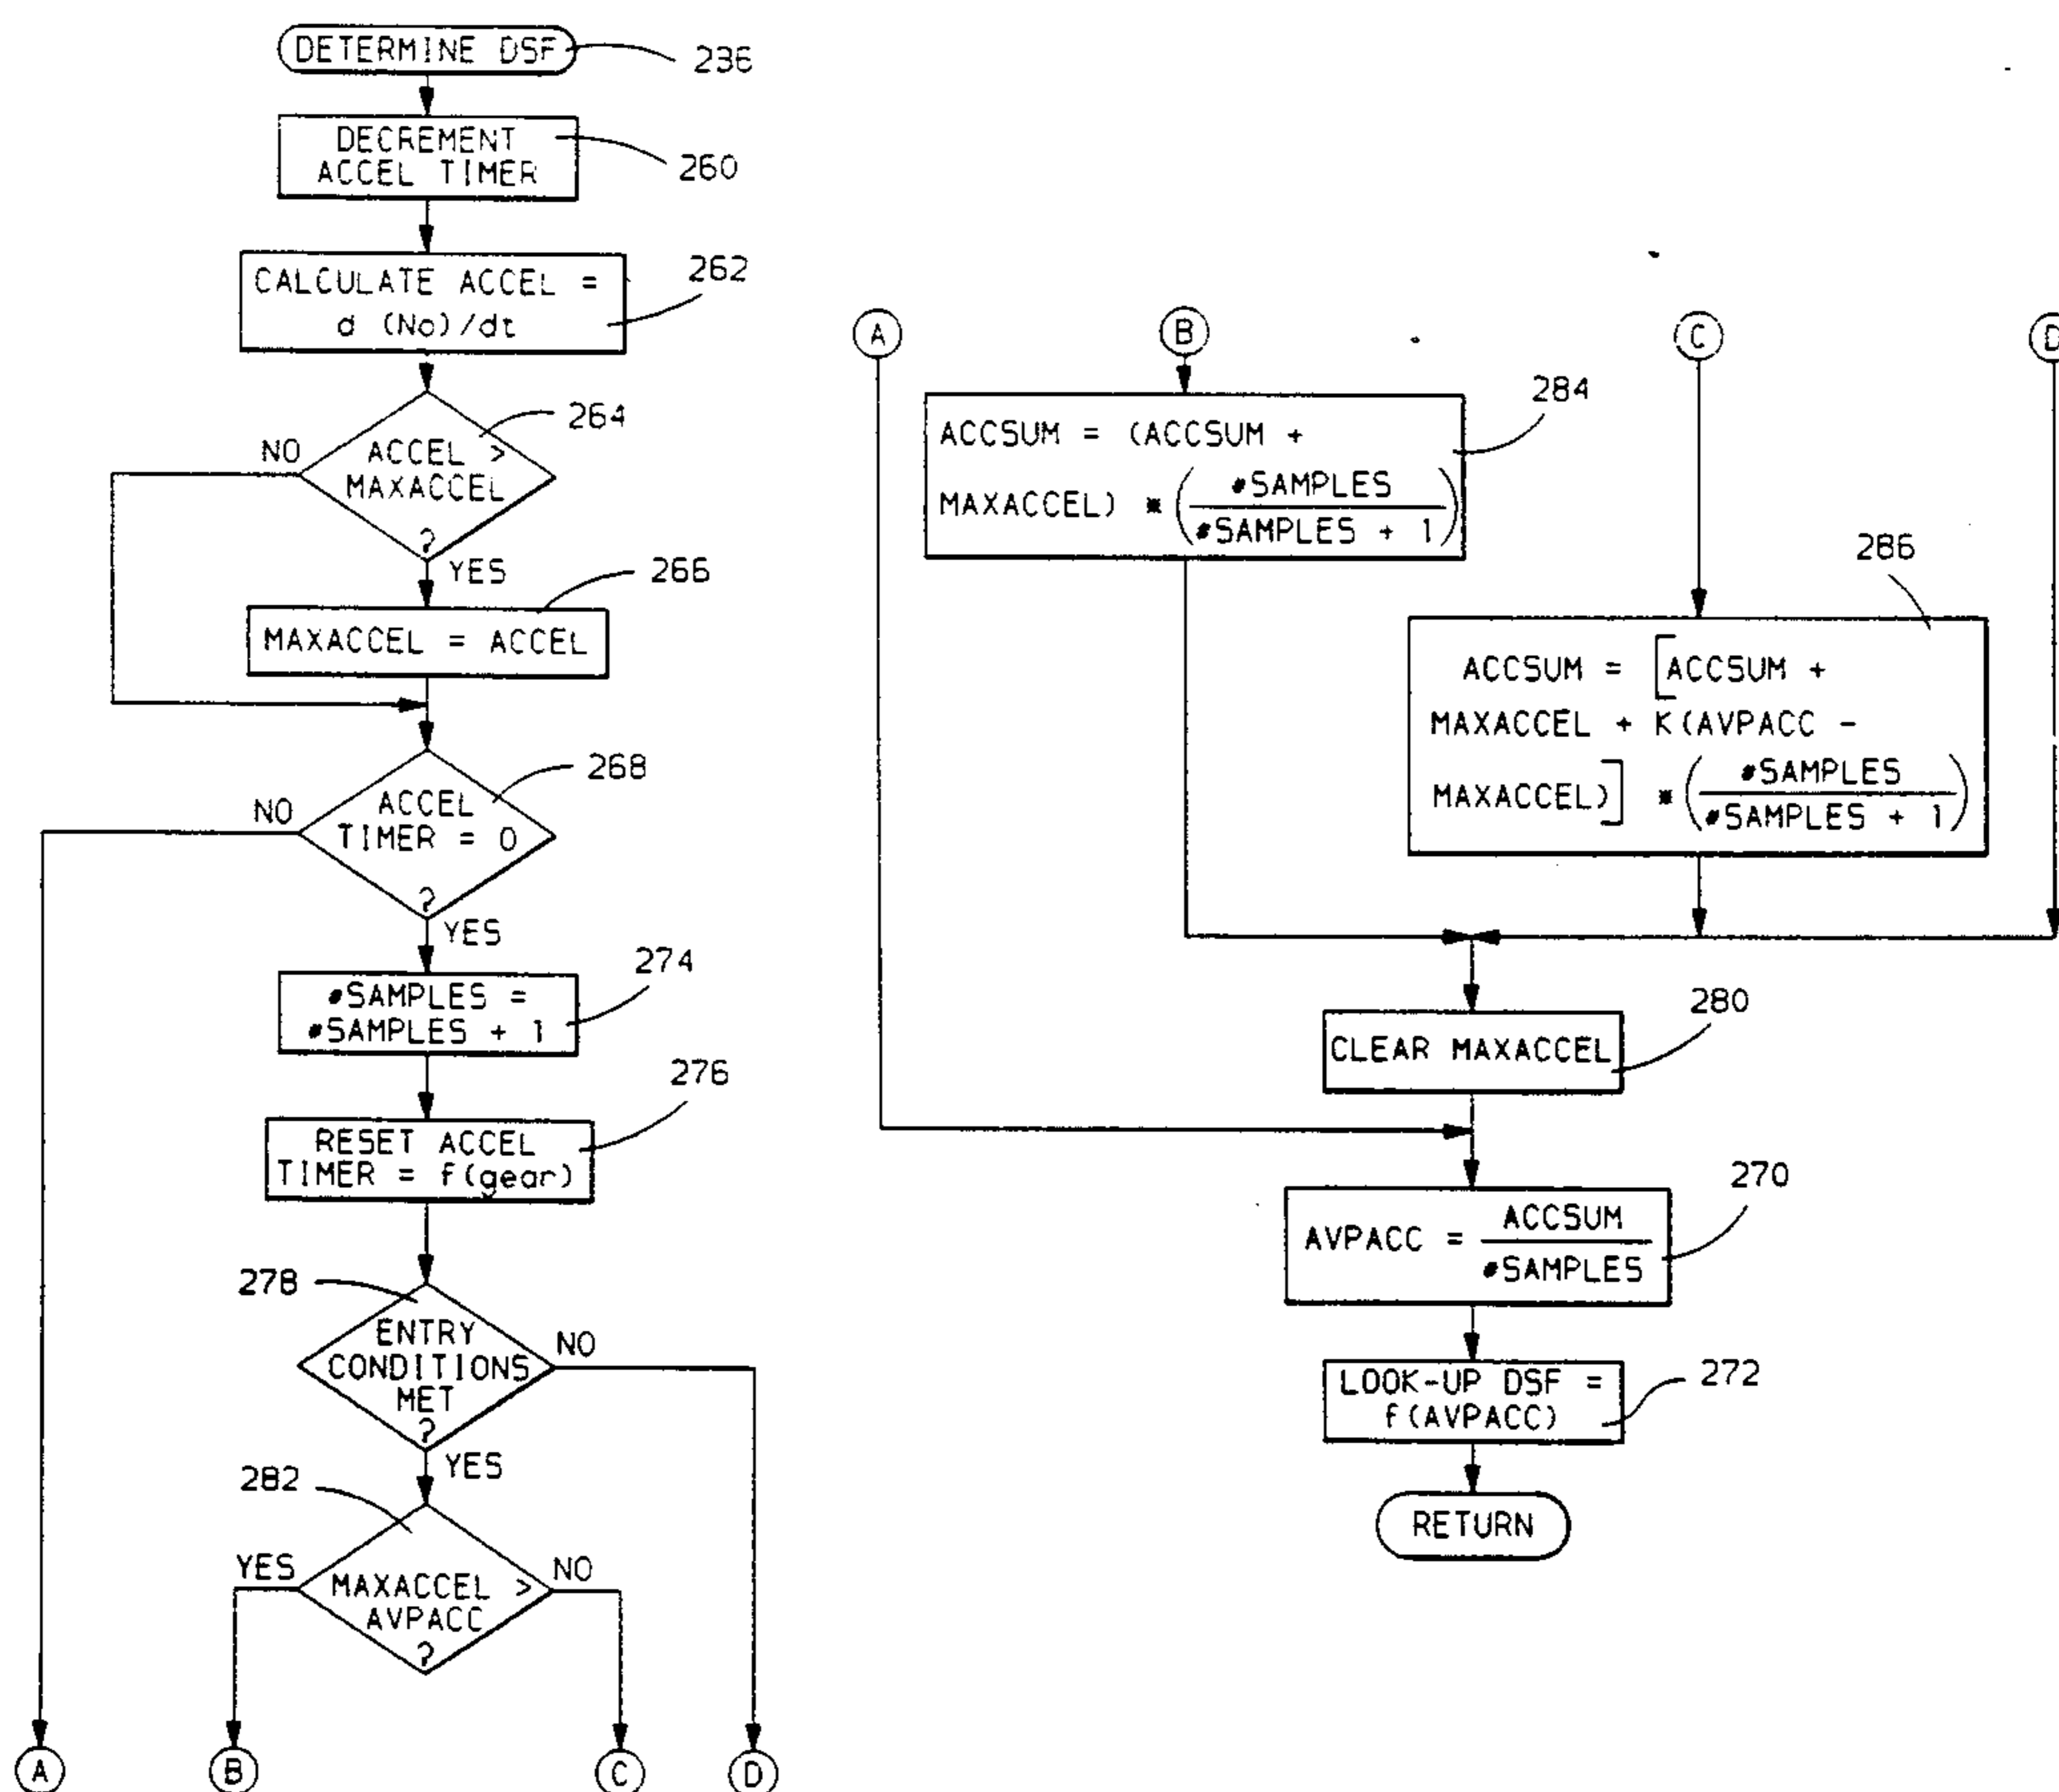 DETERMINE DSF
236
DECREMENT
ACCEL TIMER
260
CALCULATE ACCEL =
d (No)/dt
262
264
NO
ACCEL >
MAXACCEL
?
YES
266
MAXACCEL = ACCEL
268
NO
ACCEL
TIMER = 0
?
YES
274
#SAMPLES =
#SAMPLES + 1
276
RESET ACCEL
TIMER = f(gear)
278
ENTRY
CONDITIONS
MET
?
NO
YES
282
YES
MAXACCEL >
AVPACC
?
NO
A
B
C
D
A
B
C
D
284
ACCSUM = (ACCSUM +
MAXACCEL) * (#SAMPLES
#SAMPLES + 1)
286
ACCSUM = [ACCSUM +
MAXACCEL + K(AVPACC -
MAXACCEL)] * (#SAMPLES
#SAMPLES + 1)
280
CLEAR MAXACCEL
270
AVPACC = ACCSUM
#SAMPLES
LOOK-UP DSF =
f(AVPACC)
272
RETURN